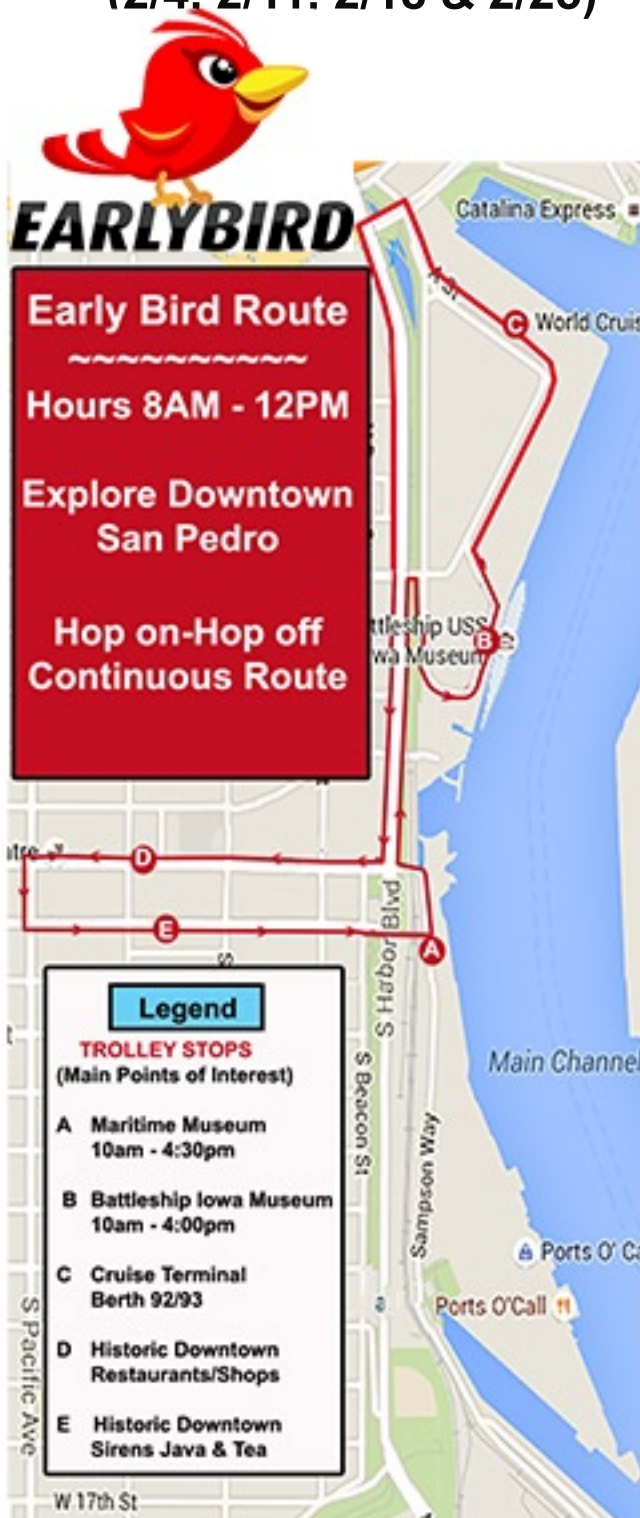 EARLYBIRD
Early Bird Route
~~~~~~~~~~
Hours 8AM - 12PM
Explore Downtown
San Pedro
Hop on-Hop off
Continuous Route
Catalina Express
A St
C World Cruis
ttleship USS
B
wa Museum
D
E
A
S Harbor Blvd
S Beacon St
Sampson Way
Main Channel
Ports O' Ca
Ports O'Call
S Pacific Ave
W 17th St
Legend
TROLLEY STOPS
(Main Points of Interest)
A Maritime Museum
10am - 4:30pm
B Battleship Iowa Museum
10am - 4:00pm
C Cruise Terminal
Berth 92/93
D Historic Downtown
Restaurants/Shops
E Historic Downtown
Sirens Java & Tea